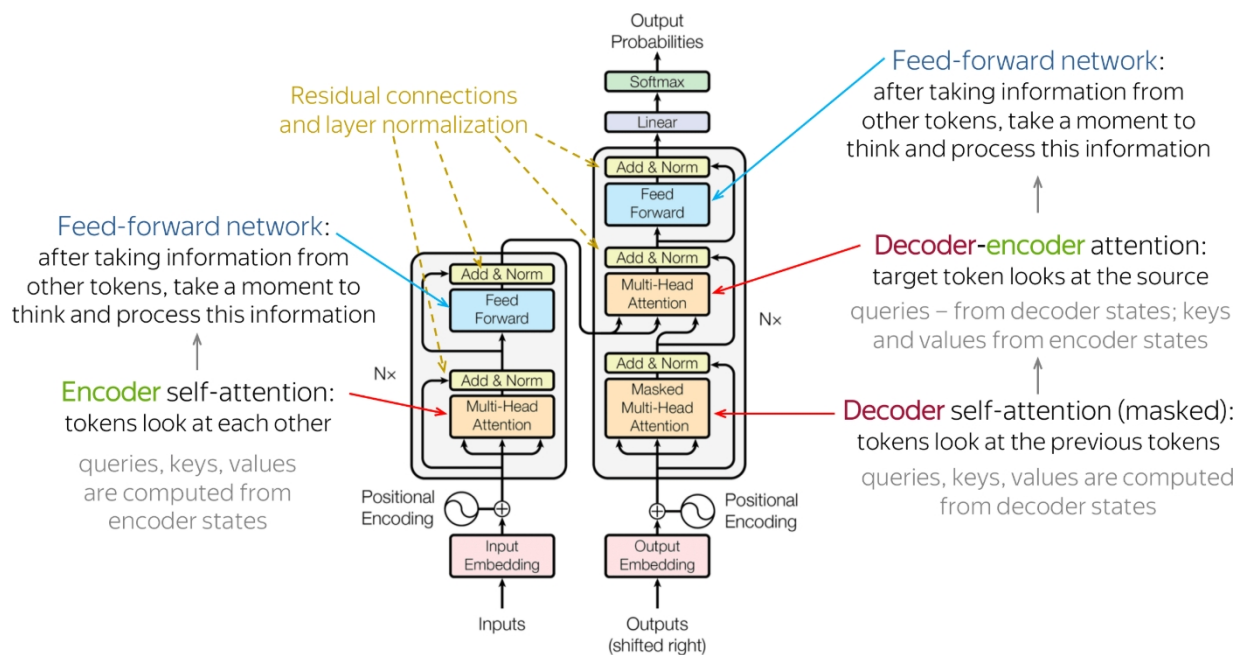 Output
Probabilities
Softmax
Linear
Add & Norm
Feed
Forward
Add & Norm
Multi-Head
Attention
Nx
Add & Norm
Masked
Multi-Head
Attention
Positional
Encoding
Output
Embedding
Outputs
(shifted right)
Residual connections
and layer normalization
Feed-forward network:
after taking information from
other tokens, take a moment to
think and process this information
Encoder self-attention:
tokens look at each other
queries, keys, values
are computed from
encoder states
Add & Norm
Feed
Forward
Nx
Add & Norm
Multi-Head
Attention
Positional
Encoding
Input
Embedding
Inputs
Feed-forward network:
after taking information from
other tokens, take a moment to
think and process this information
Decoder-encoder attention:
target token looks at the source
queries – from decoder states; keys
and values from encoder states
Decoder self-attention (masked):
tokens look at the previous tokens
queries, keys, values are computed
from decoder states